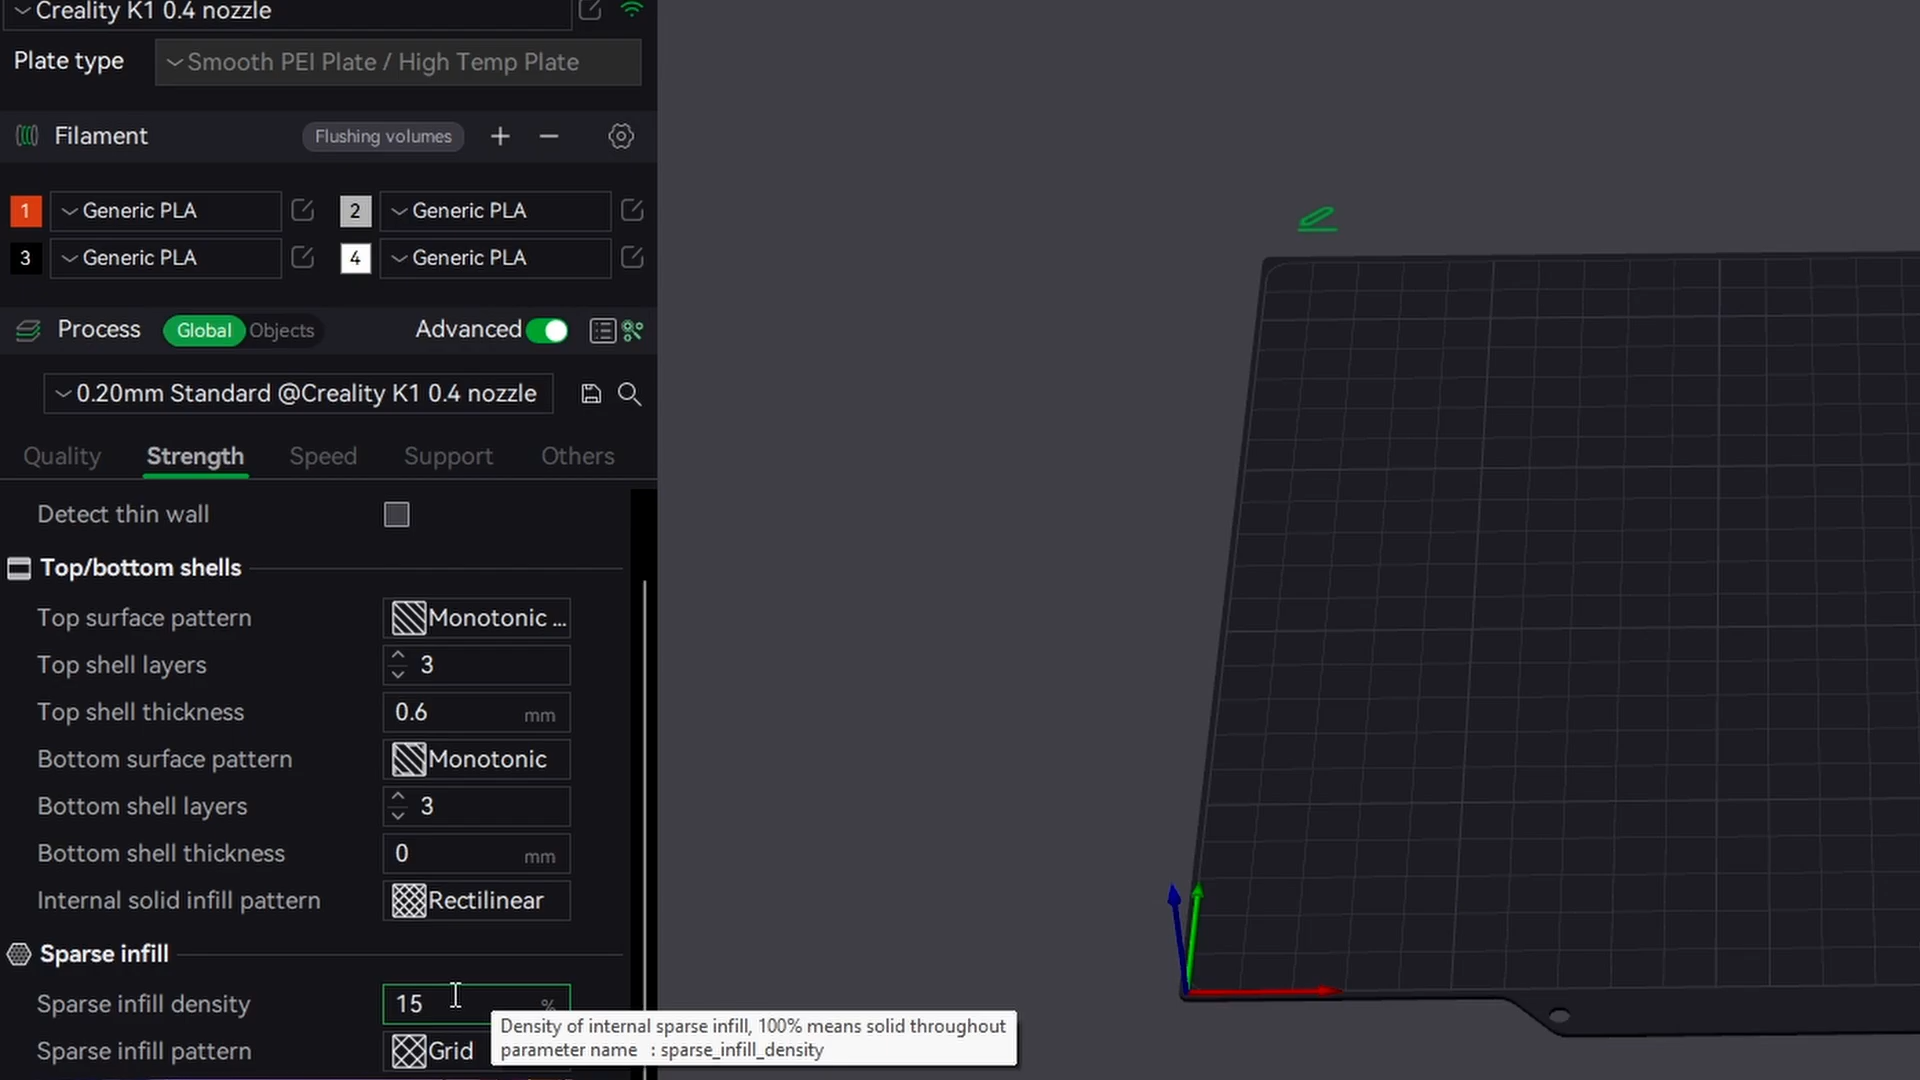 Creality K1 0.4 nozzle
Plate type Smooth PEI Plate / High Temp Plate
Filament Flushing volumes
1 Generic PLA 2 Generic PLA
3 Generic PLA 4 Generic PLA
Process Global Objects Advanced
0.20mm Standard @Creality K1 0.4 nozzle
Quality Strength Speed Support Others
Detect thin wall
Top/bottom shells
Top surface pattern Monotonic ...
Top shell layers 3
Top shell thickness 0.6 mm
Bottom surface pattern Monotonic
Bottom shell layers 3
Bottom shell thickness 0 mm
Internal solid infill pattern Rectilinear
Sparse infill
Sparse infill density 15 %
Density of internal sparse infill, 100% means solid throughout
parameter name : sparse_infill_density
Sparse infill pattern Grid